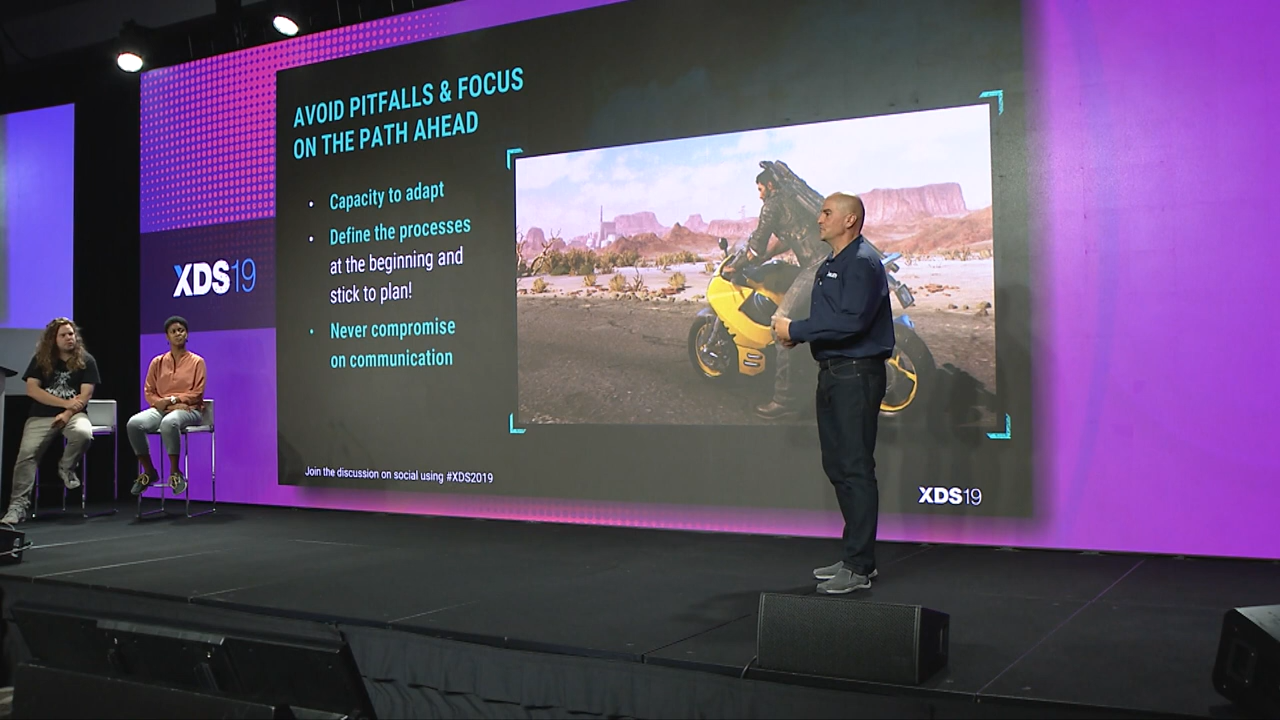 AVOID PITFALLS & FOCUS
ON THE PATH AHEAD
• Capacity to adapt
• Define the processes
at the beginning and
stick to plan!
• Never compromise
on communication
Join the discussion on social using #XDS2019
XDS19
XDS19